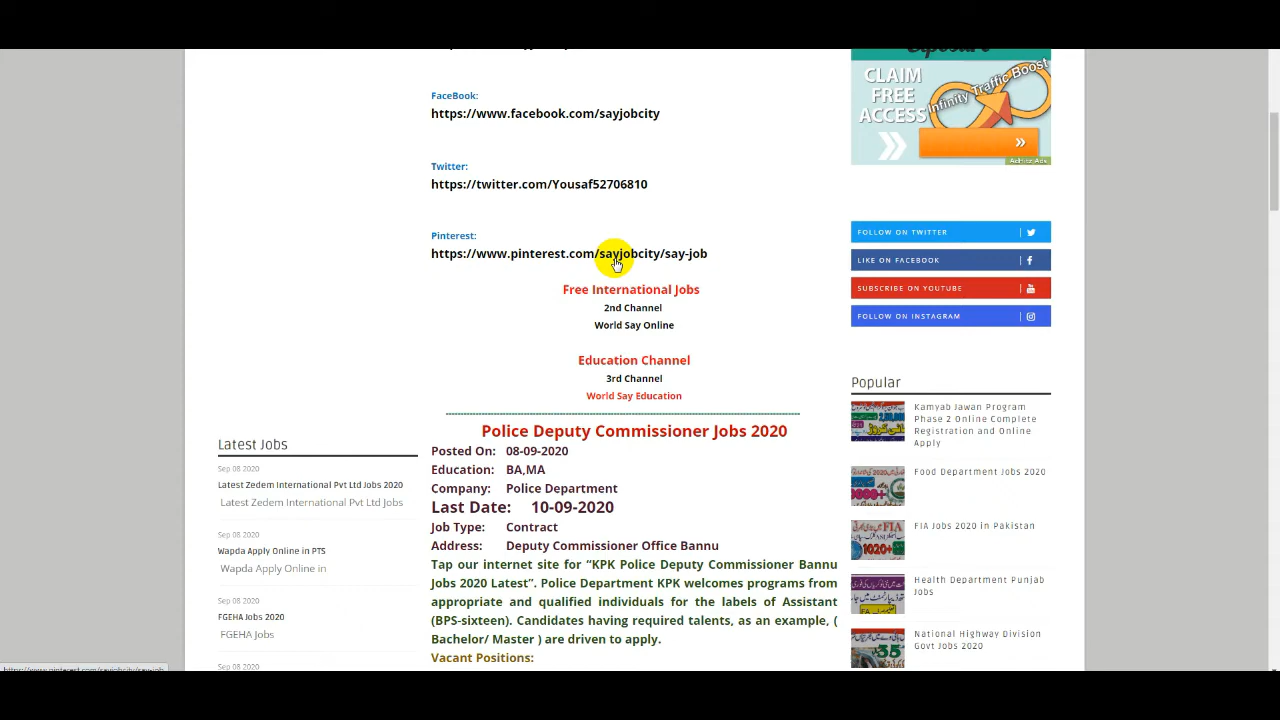 CLAIM
FREE
ACCESS
Infinity Traffic Boost
AdHitz Ads
FaceBook:
https://www.facebook.com/sayjobcity
Twitter:
https://twitter.com/Yousaf52706810
Pinterest:
https://www.pinterest.com/sayjobcity/say-job
Free International Jobs
2nd Channel
World Say Online
Education Channel
3rd Channel
World Say Education
Police Deputy Commissioner Jobs 2020
Posted On: 08-09-2020
Education: BA,MA
Company: Police Department
Last Date: 10-09-2020
Job Type: Contract
Address: Deputy Commissioner Office Bannu
Tap our internet site for “KPK Police Deputy Commissioner Bannu
Jobs 2020 Latest”. Police Department KPK welcomes programs from
appropriate and qualified individuals for the labels of Assistant
(BPS-sixteen). Candidates having required talents, as an example, (
Bachelor/ Master ) are driven to apply.
Vacant Positions:
Latest Jobs
Sep 08 2020
Latest Zedem International Pvt Ltd Jobs 2020
Latest Zedem International Pvt Ltd Jobs
Sep 08 2020
Wapda Apply Online in PTS
Wapda Apply Online in
Sep 08 2020
FGEHA Jobs 2020
FGEHA Jobs
FOLLOW ON TWITTER
LIKE ON FACEBOOK
SUBSCRIBE ON YOUTUBE
FOLLOW ON INSTAGRAM
Popular
Kamyab Jawan Program
Phase 2 Online Complete
Registration and Online
Apply
Food Department Jobs 2020
FIA Jobs 2020 in Pakistan
Health Department Punjab
Jobs
National Highway Division
Govt Jobs 2020
https://www.pinterest.com/sayjobcity/say-job